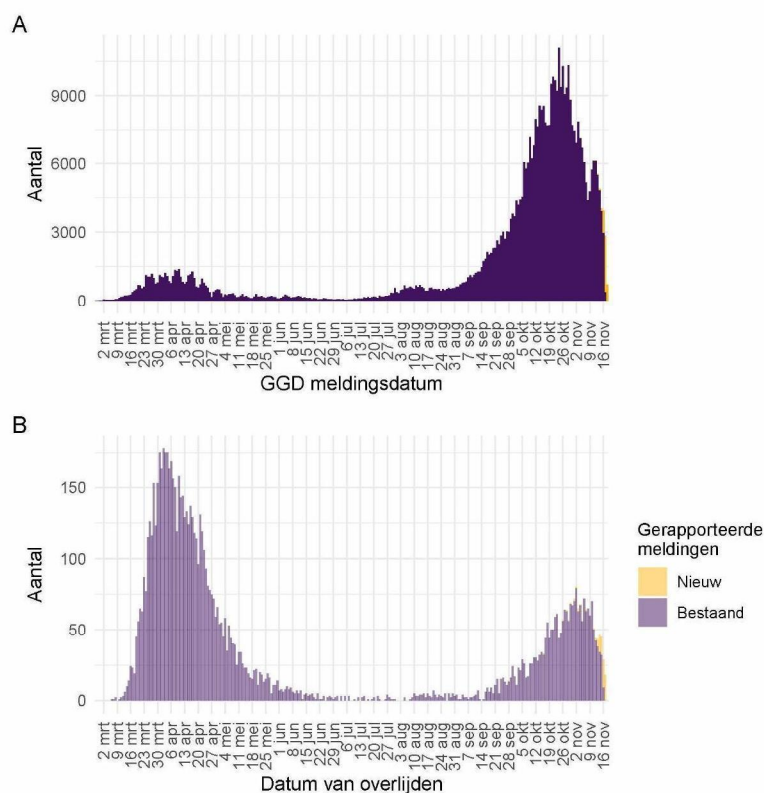 A
Aantal
9000
6000
3000
0
2 mrt
9 mrt
16 mrt
23 mrt
30 mrt
6 apr
13 apr
20 apr
27 apr
4 mei
11 mei
18 mei
25 mei
1 jun
8 jun
15 jun
22 jun
29 jun
6 jul
13 jul
20 jul
27 jul
3 aug
10 aug
17 aug
24 aug
31 aug
7 sep
14 sep
21 sep
28 sep
5 okt
12 okt
19 okt
26 okt
2 nov
9 nov
16 nov
GGD meldingsdatum
B
Aantal
150
100
50
0
2 mrt
9 mrt
16 mrt
23 mrt
30 mrt
6 apr
13 apr
20 apr
27 apr
4 mei
11 mei
18 mei
25 mei
1 jun
8 jun
15 jun
22 jun
29 jun
6 jul
13 jul
20 jul
27 jul
3 aug
10 aug
17 aug
24 aug
31 aug
7 sep
14 sep
21 sep
28 sep
5 okt
12 okt
19 okt
26 okt
2 nov
9 nov
16 nov
Datum van overlijden
Gerapporteerde
meldingen
Nieuw
Bestaand